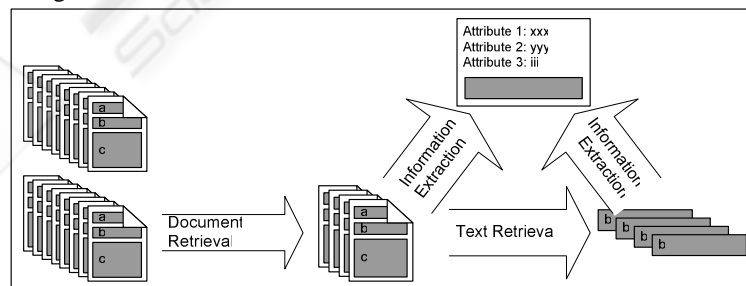 Attribute 1: xxx
Attribute 2: yyy
Attribute 3: iii
a
b
c
a
b
c
Document
Retrieval
a
b
c
Information
Extraction
Text Retrieva
Information
Extraction
b
b
b
b